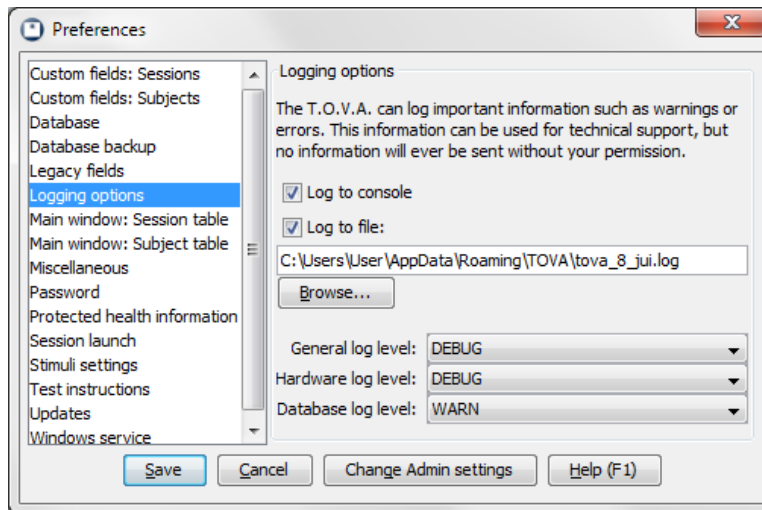 Preferences
Custom fields: Sessions
Custom fields: Subjects
Database
Database backup
Legacy fields
Logging options
Main window: Session table
Main window: Subject table
Miscellaneous
Password
Protected health information
Session launch
Stimuli settings
Test instructions
Updates
Windows service
Logging options
The T.O.V.A. can log important information such as warnings or
errors. This information can be used for technical support, but
no information will ever be sent without your permission.
Log to console
Log to file:
C:\Users\User\AppData\Roaming\TOVA\tova_8_jui.log
Browse...
General log level: DEBUG
Hardware log level: DEBUG
Database log level: WARN
Save Cancel Change Admin settings Help (F1)